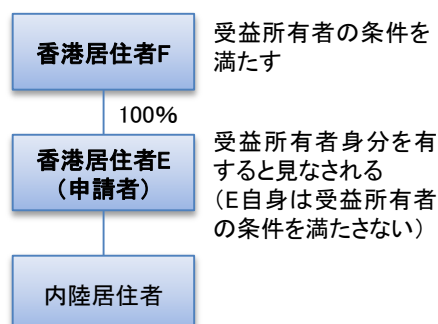 香港居住者F
受益所有者の条件を
満たす
100%
香港居住者E
(申請者)
受益所有者身分を有
すると見なされる
(E自身は受益所有者
の条件を満たさない)
内陸居住者